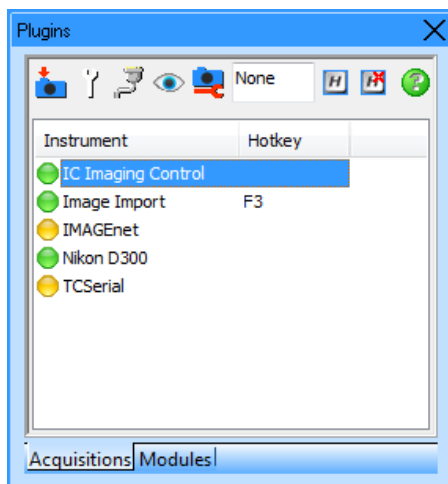 Plugins
None H H
Instrument Hotkey
IC Imaging Control
Image Import F3
IMAGEnet
Nikon D300
TCSerial
Acquisitions Modules